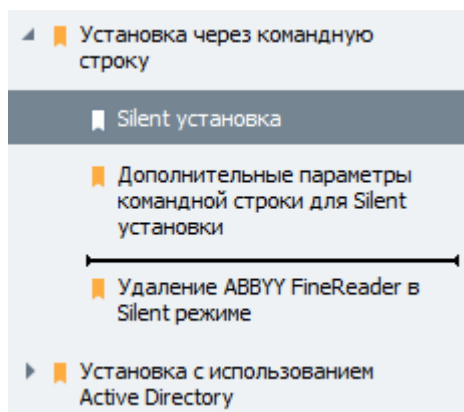 Установка через командную
строку
Silent установка
Дополнительные параметры
командной строки для Silent
установки
Удаление ABBYY FineReader в
Silent режиме
Установка с использованием
Active Directory